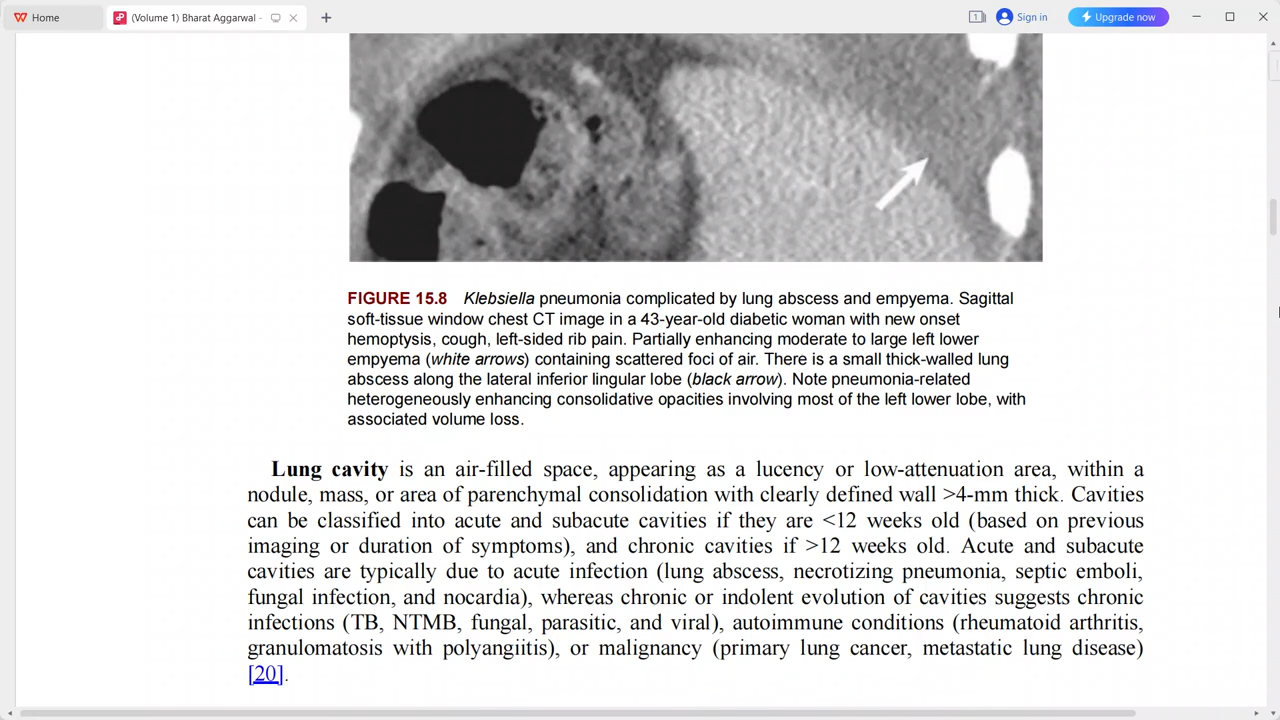 Home
(Volume 1) Bharat Aggarwal -
1
Sign in
Upgrade now
FIGURE 15.8 Klebsiella pneumonia complicated by lung abscess and empyema. Sagittal
soft-tissue window chest CT image in a 43-year-old diabetic woman with new onset
hemoptysis, cough, left-sided rib pain. Partially enhancing moderate to large left lower
empyema (white arrows) containing scattered foci of air. There is a small thick-walled lung
abscess along the lateral inferior lingular lobe (black arrow). Note pneumonia-related
heterogeneously enhancing consolidative opacities involving most of the left lower lobe, with
associated volume loss.
Lung cavity is an air-filled space, appearing as a lucency or low-attenuation area, within a
nodule, mass, or area of parenchymal consolidation with clearly defined wall >4-mm thick. Cavities
can be classified into acute and subacute cavities if they are <12 weeks old (based on previous
imaging or duration of symptoms), and chronic cavities if >12 weeks old. Acute and subacute
cavities are typically due to acute infection (lung abscess, necrotizing pneumonia, septic emboli,
fungal infection, and nocardia), whereas chronic or indolent evolution of cavities suggests chronic
infections (TB, NTMB, fungal, parasitic, and viral), autoimmune conditions (rheumatoid arthritis,
granulomatosis with polyangiitis), or malignancy (primary lung cancer, metastatic lung disease)
[20].